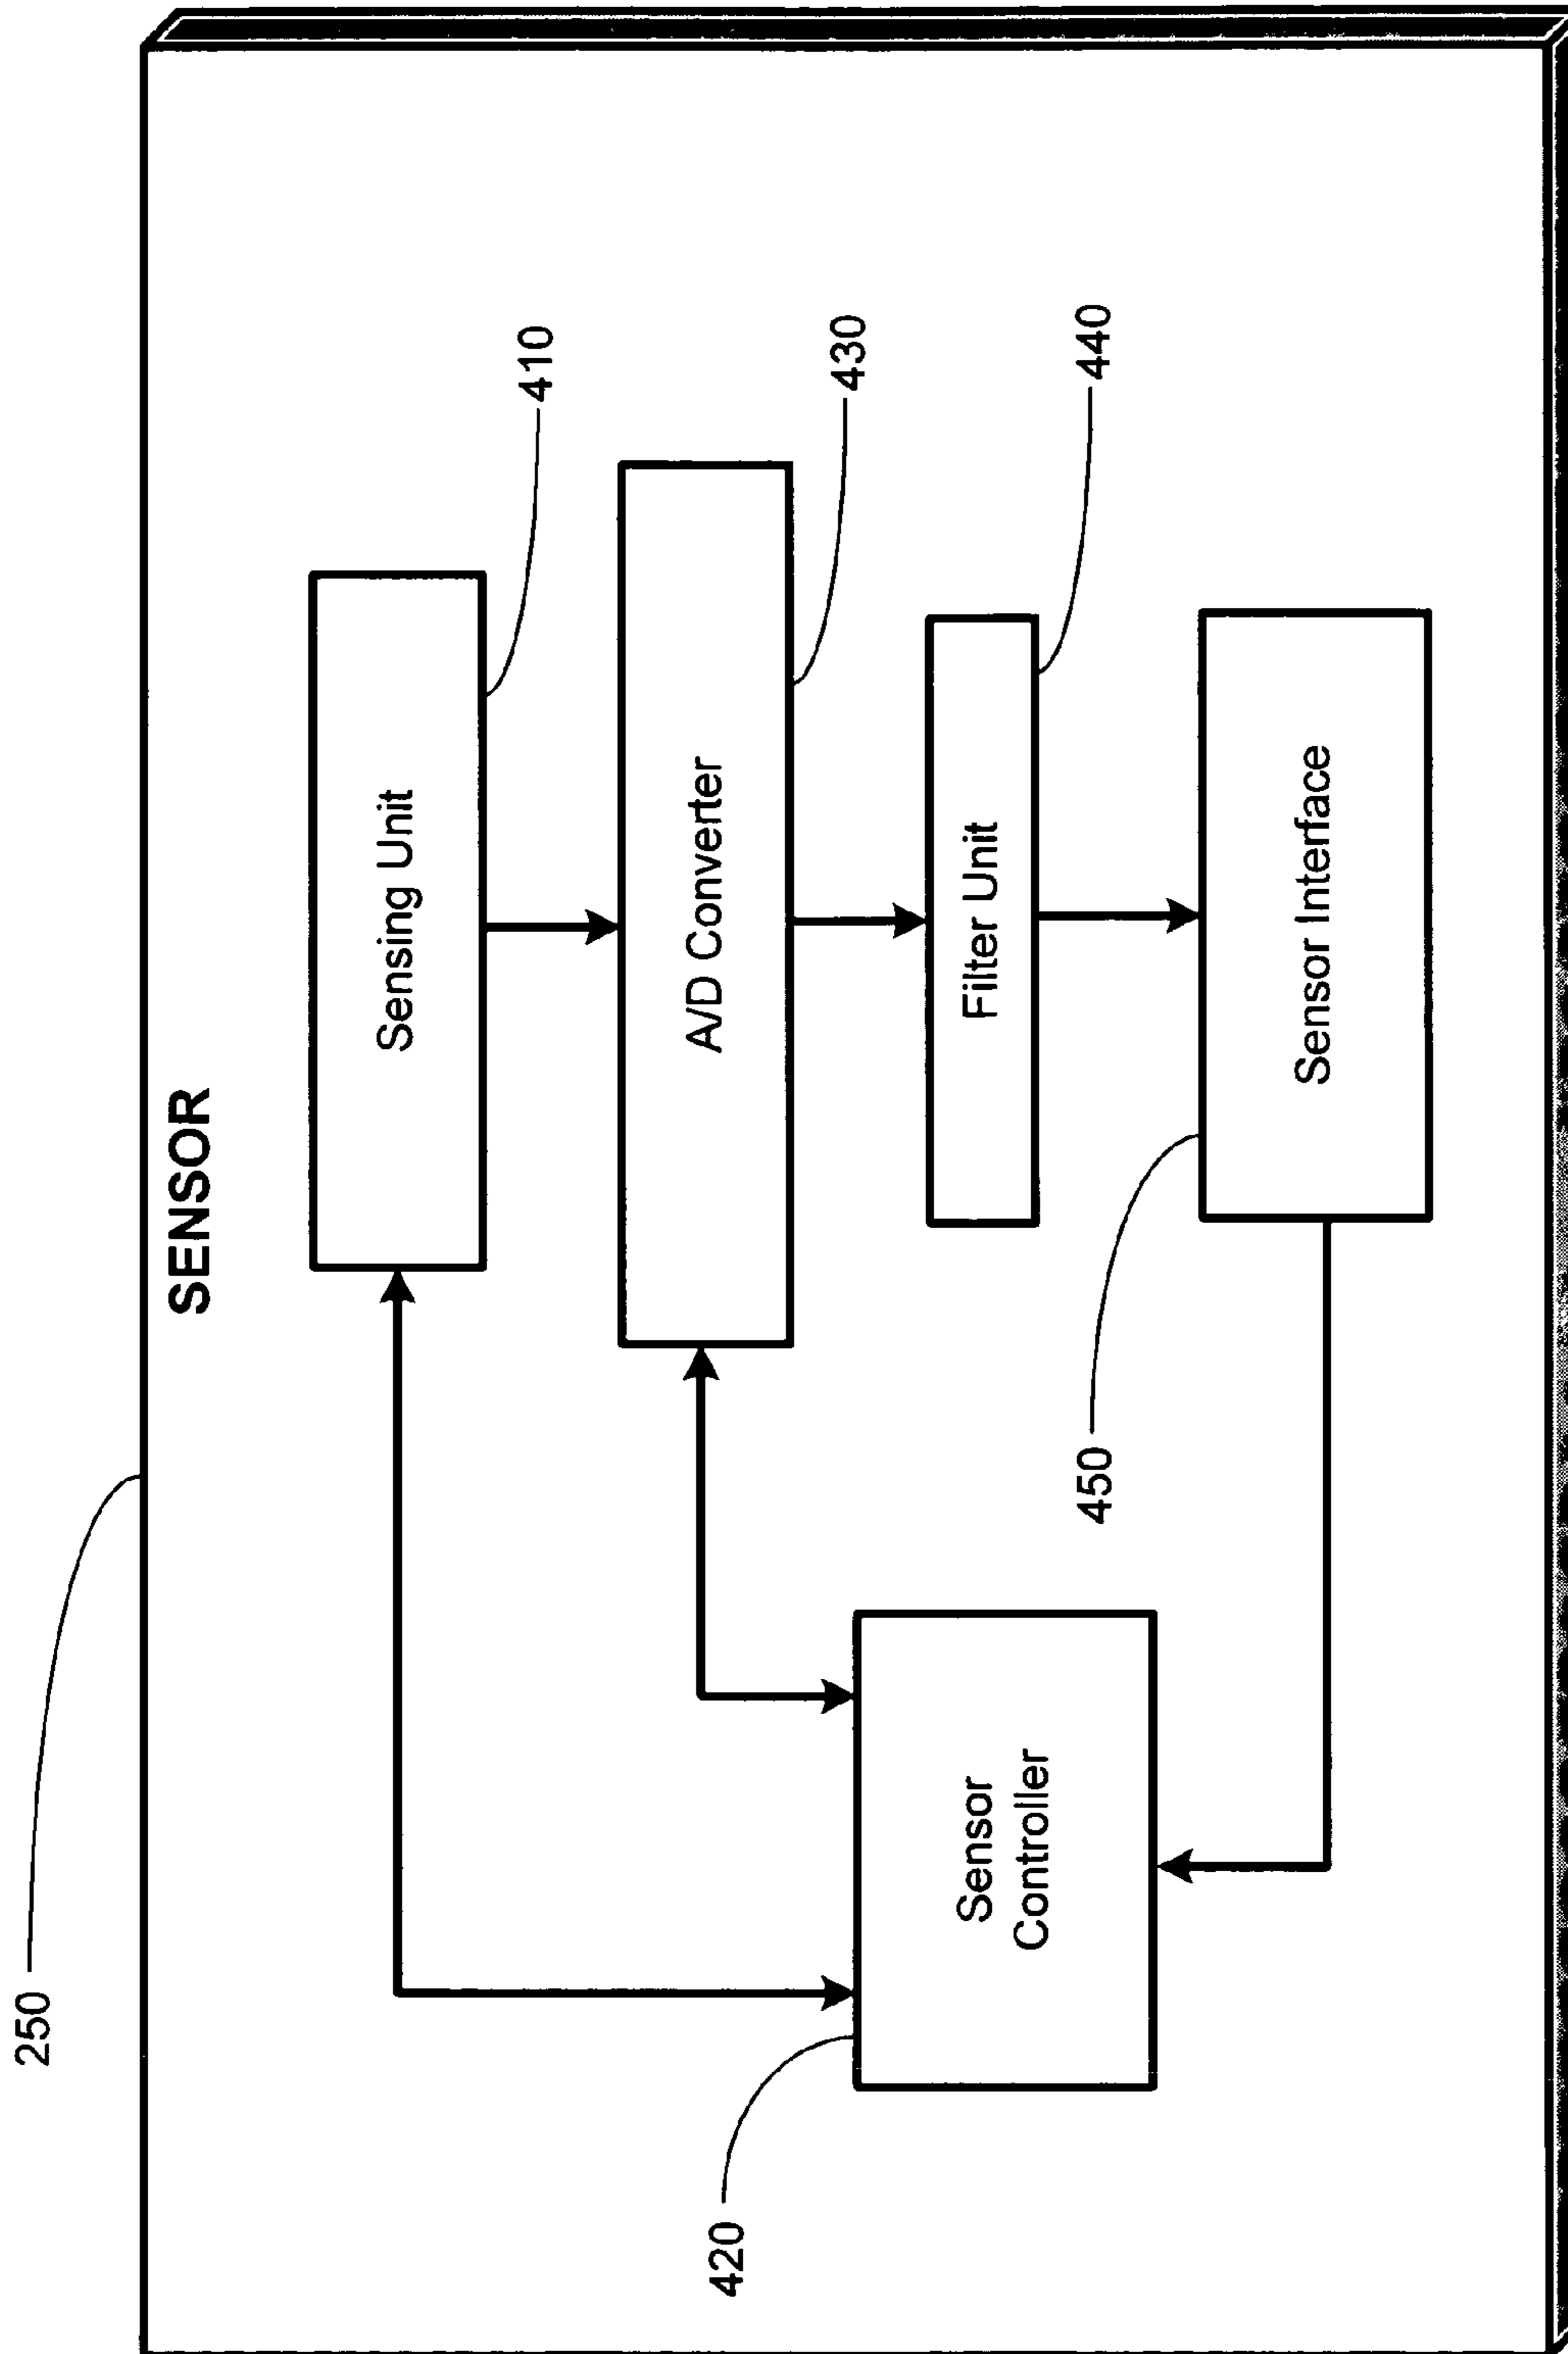 250
SENSOR
Sensing Unit
410
A/D Converter
430
420
Sensor
Controller
Filter Unit
440
450
Sensor Interface